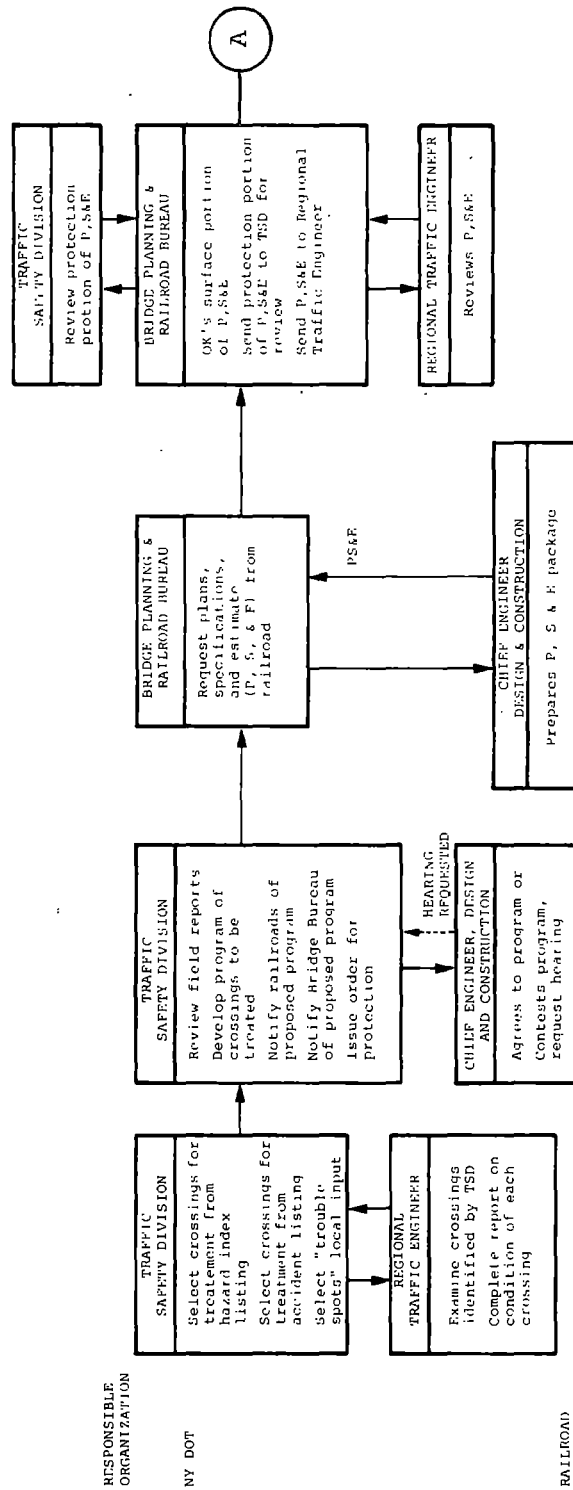 RESPONSIBLE
ORGANIZATION
NY DOT
RAILROAD
TRAFFIC
SAFETY DIVISION
Select crossings for
treatement from
hazard index
listing
Select crossings for
treatment from
accident listing
Select "trouble
spots" local input
REGIONAL
TRAFFIC ENGINEER
Examine crossings
identified by TSD
Complete report on
condition of each
crossing
TRAFFIC
SAFETY DIVISION
Review field reports
Develop program of
crossings to be
treated
Notify railroads of
proposed program
Notify Bridge Bureau
of proposed program
Issue order for
protection
HEARING
REQUESTED
CHIEF ENGINEER, DESIGN
AND CONSTRUCTION
Agrees to program or
Contests program,
request hearing
BRIDGE PLANNING &
RAILROAD BUREAU
Request plans,
specifications,
and estimate
(P, S, & E) from
railroad
PS&E
CHIEF ENGINEER
DESIGN & CONSTRUCTION
Prepares P, S & E package
TRAFFIC
SAFETY DIVISION
Review protection
protion of P,S&E
BRIDGE PLANNING &
RAILROAD BUREAU
OK's surface portion
of P,S&E
Send protection portion
of P,S&E to TSD for
review
Send P,S&E to Regional
Traffic Engineer
REGIONAL TRAFFIC ENGINEER
Reviews P,S&E
A